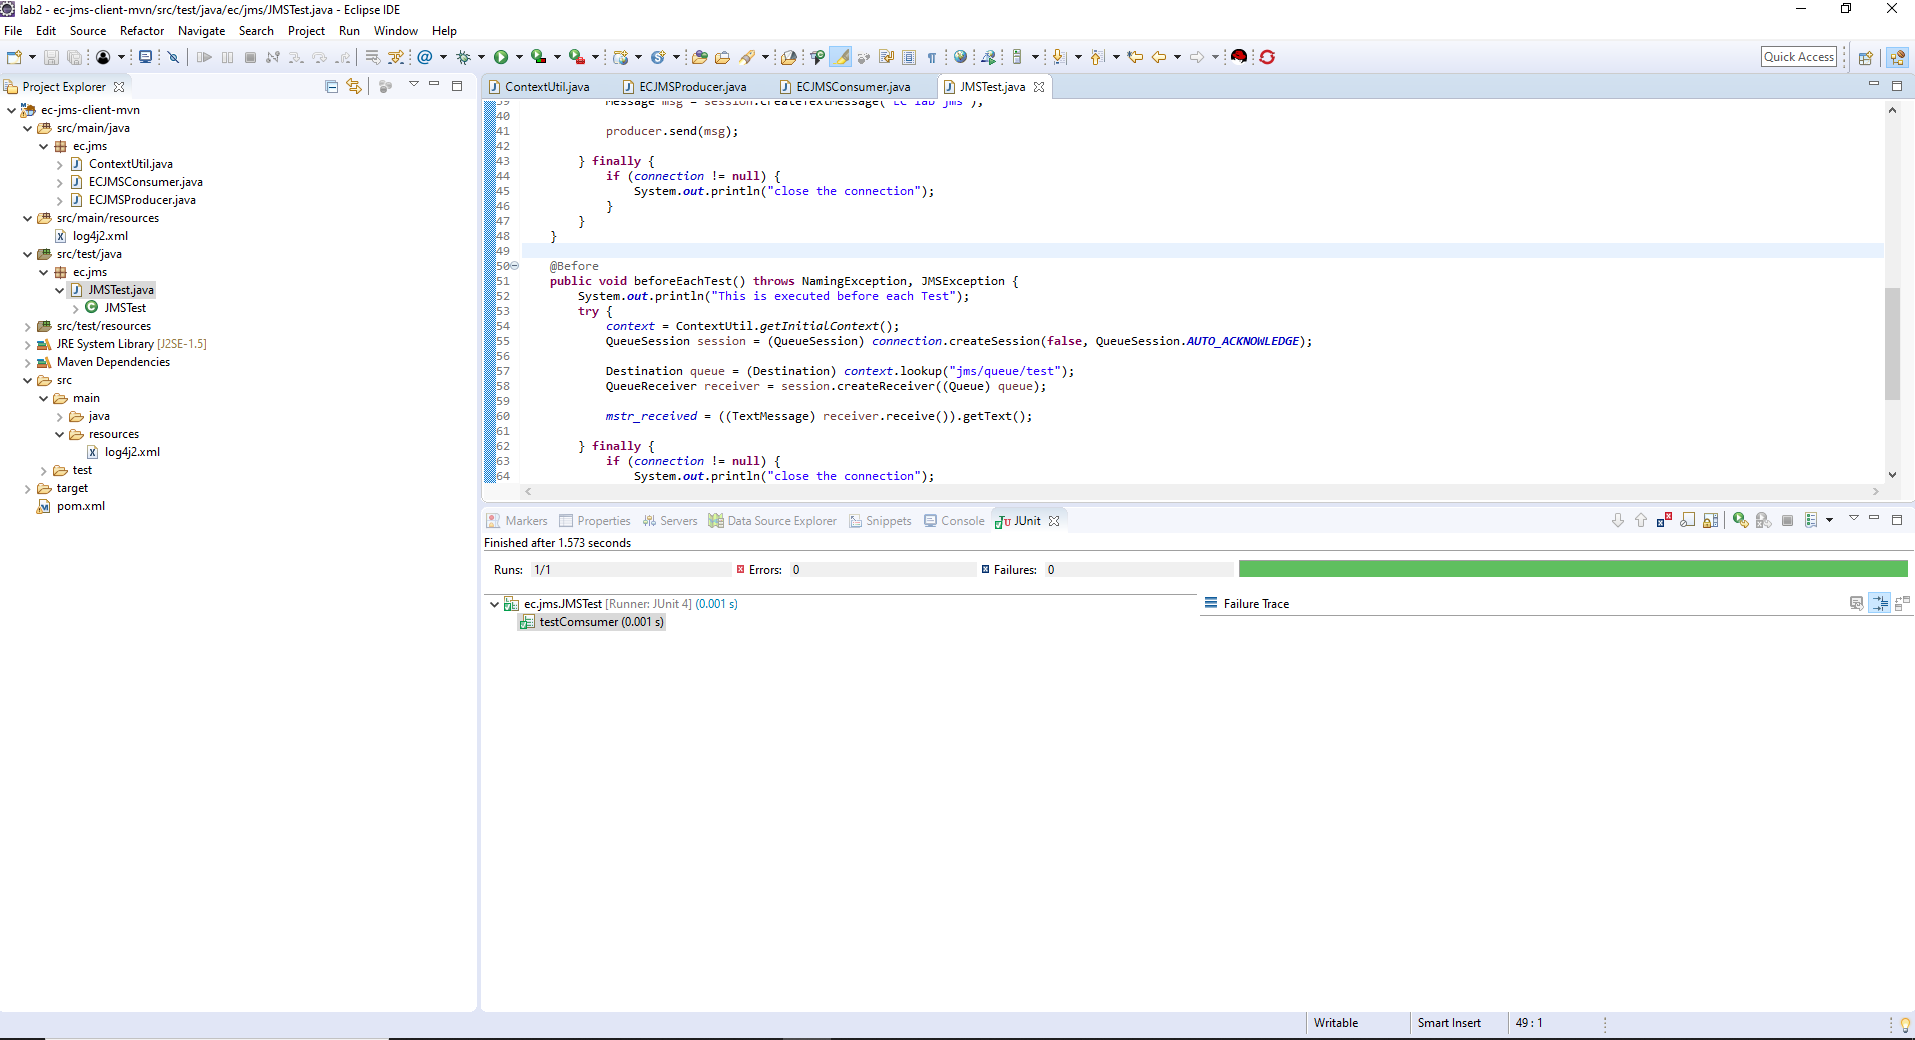 lab2 - ec-jms-client-mvn/src/test/java/ec/jms/JMSTest.java - Eclipse IDE
File Edit Source Refactor Navigate Search Project Run Window Help
Quick Access
Project Explorer
ec-jms-client-mvn
src/main/java
ec.jms
ContextUtil.java
ECJMSConsumer.java
ECJMSProducer.java
src/main/resources
log4j2.xml
src/test/java
ec.jms
JMSTest.java
JMSTest
src/test/resources
JRE System Library [J2SE-1.5]
Maven Dependencies
src
main
java
resources
log4j2.xml
test
target
pom.xml
ContextUtil.java ECJMSProducer.java ECJMSConsumer.java JMSTest.java
39 Message msg = session.createTextMessage("EC lab jms");
40
41 producer.send(msg);
42
43 } finally {
44 if (connection != null) {
45 System.out.println("close the connection");
46 }
47 }
48 }
49
50 @Before
51 public void beforeEachTest() throws NamingException, JMSException {
52 System.out.println("This is executed before each Test");
53 try {
54 context = ContextUtil.getInitialContext();
55 QueueSession session = (QueueSession) connection.createSession(false, QueueSession.AUTO_ACKNOWLEDGE);
56
57 Destination queue = (Destination) context.lookup("jms/queue/test");
58 QueueReceiver receiver = session.createReceiver((Queue) queue);
59
60 mstr_received = ((TextMessage) receiver.receive()).getText();
61
62 } finally {
63 if (connection != null) {
64 System.out.println("close the connection");
Markers Properties Servers Data Source Explorer Snippets Console JUnit
Finished after 1.573 seconds
Runs: 1/1 Errors: 0 Failures: 0
ec.jms.JMSTest [Runner: JUnit 4] (0.001 s)
testComsumer (0.001 s)
Failure Trace
Writable Smart Insert 49 : 1